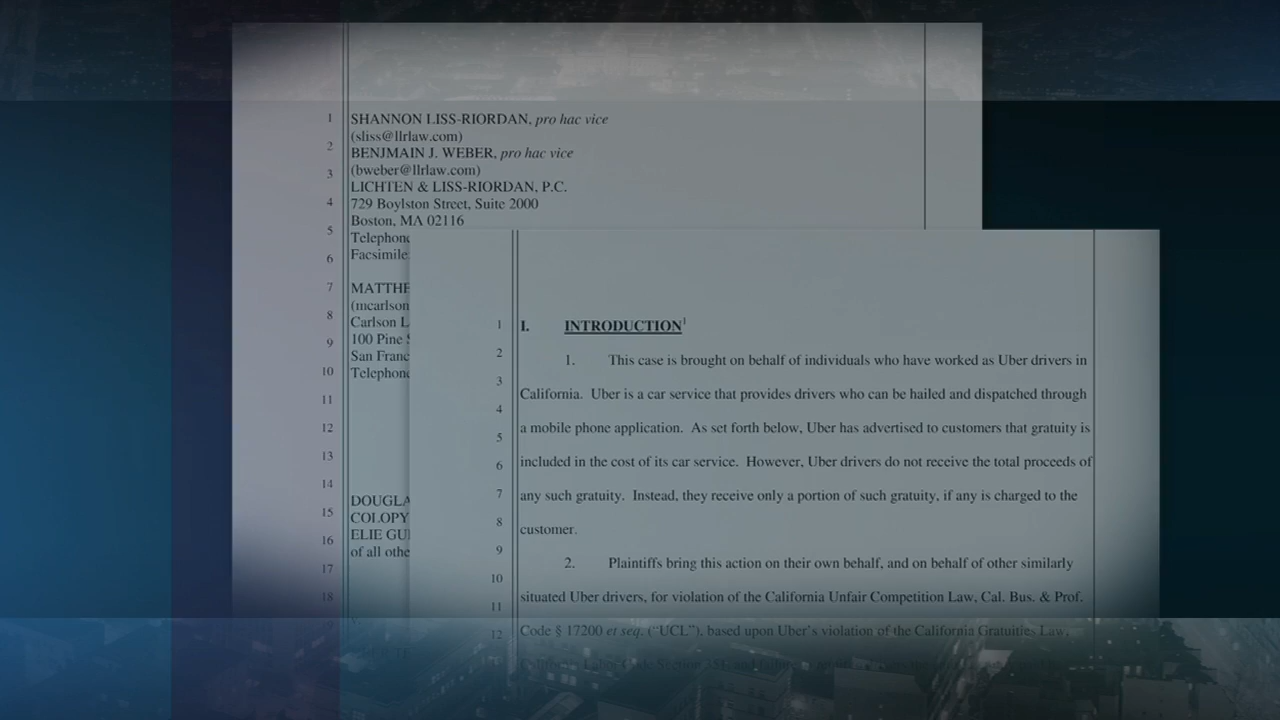 1 SHANNON LISS-RIORDAN, pro hac vice
(sliss@llrlaw.com)
2 BENJMAIN J. WEBER, pro hac vice
3 (bweber@llrlaw.com)
LICHTEN & LISS-RIORDAN, P.C.
4 729 Boylston Street, Suite 2000
Boston, MA 02116
5 Telephone
6 Facsimile
7 MATTHE
(mcarlson
8 Carlson L
9 100 Pine S
San Franc
10 Telephone
11
12
13
14
DOUGLA
15 COLOPY
16 ELIE GU
of all othe
17
18
1 I. INTRODUCTION1
2 1. This case is brought on behalf of individuals who have worked as Uber drivers in
3
4 California. Uber is a car service that provides drivers who can be hailed and dispatched through
5 a mobile phone application. As set forth below, Uber has advertised to customers that gratuity is
6 included in the cost of its car service. However, Uber drivers do not receive the total proceeds of
7 any such gratuity. Instead, they receive only a portion of such gratuity, if any is charged to the
8 customer.
9
10 2. Plaintiffs bring this action on their own behalf, and on behalf of other similarly
11 situated Uber drivers, for violation of the California Unfair Competition Law, Cal. Bus. & Prof.
12 Code § 17200 et seq. (“UCL”), based upon Uber’s violation of the California Gratuities Law,
California Labor Code Section 351, and